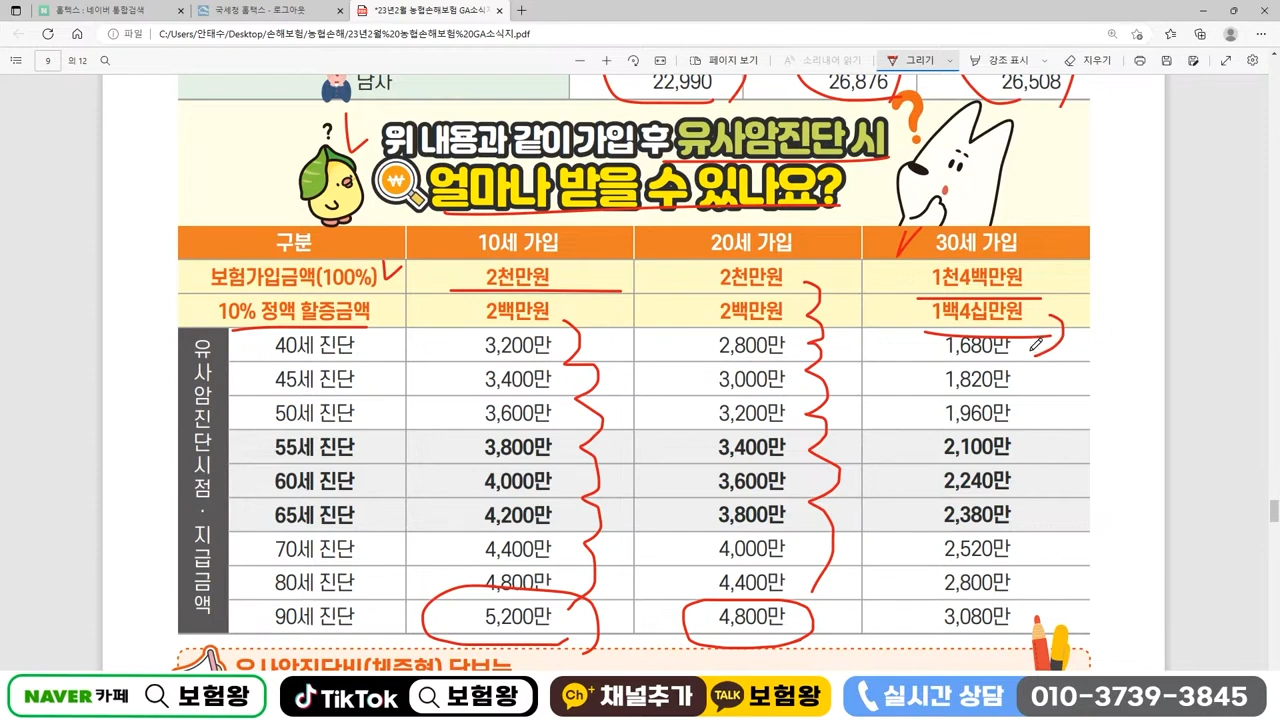 홈택스 : 네이버 통합검색
국세청 홈택스 - 로그아웃
*23년2월 농협손해보험 GA소식지
파일 C:/Users/안태수/Desktop/손해보험/농협손해/23년2월%20농협손해보험%20GA소식지.pdf
9 의 12 페이지 보기 소리내어 읽기 그리기 강조 표시 지우기
남자 22,990 26,876 26,508
위 내용과 같이 가입 후 유사암진단 시
얼마나 받을 수 있나요?
구분 10세 가입 20세 가입 30세 가입
보험가입금액(100%) 2천만원 2천만원 1천4백만원
10% 정액 할증금액 2백만원 2백만원 1백4십만원
유사암진단시점 · 지급금액
40세 진단 3,200만 2,800만 1,680만
45세 진단 3,400만 3,000만 1,820만
50세 진단 3,600만 3,200만 1,960만
55세 진단 3,800만 3,400만 2,100만
60세 진단 4,000만 3,600만 2,240만
65세 진단 4,200만 3,800만 2,380만
70세 진단 4,400만 4,000만 2,520만
80세 진단 4,800만 4,400만 2,800만
90세 진단 5,200만 4,800만 3,080만
유사암진단비(체증형) 담보는
NAVER 카페 보험왕 TikTok 보험왕 Ch+ 채널추가 TALK 보험왕 실시간 상담 010-3739-3845